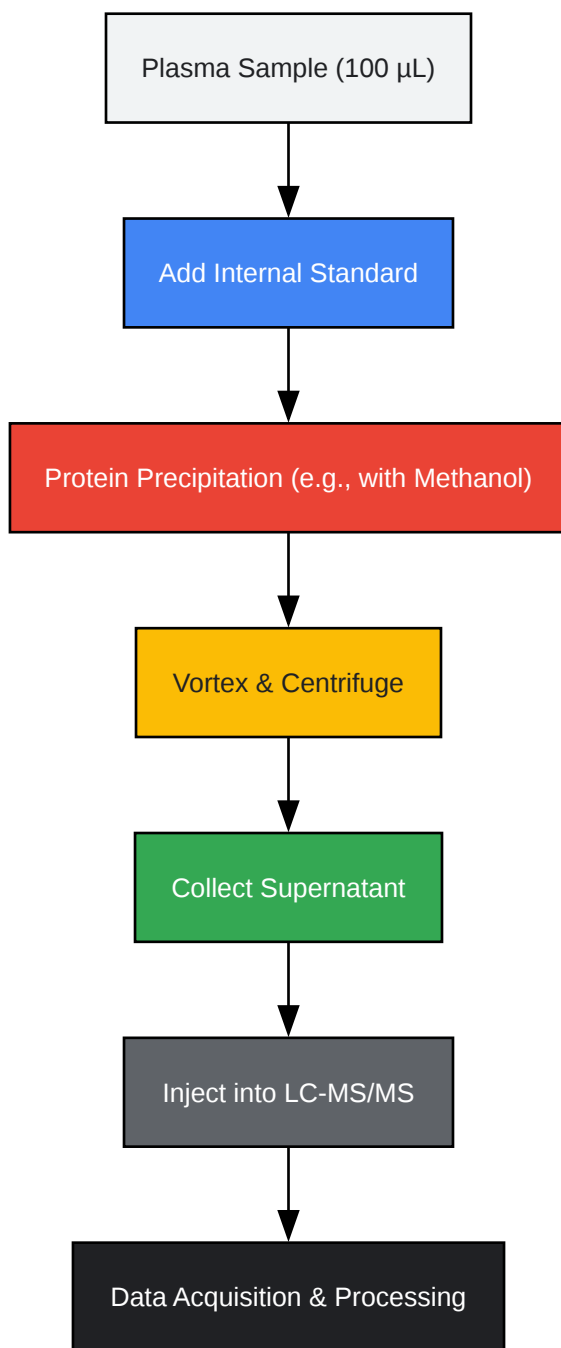 Plasma Sample (100 µL)
Add Internal Standard
Protein Precipitation (e.g., with Methanol)
Vortex & Centrifuge
Collect Supernatant
Inject into LC-MS/MS
Data Acquisition & Processing